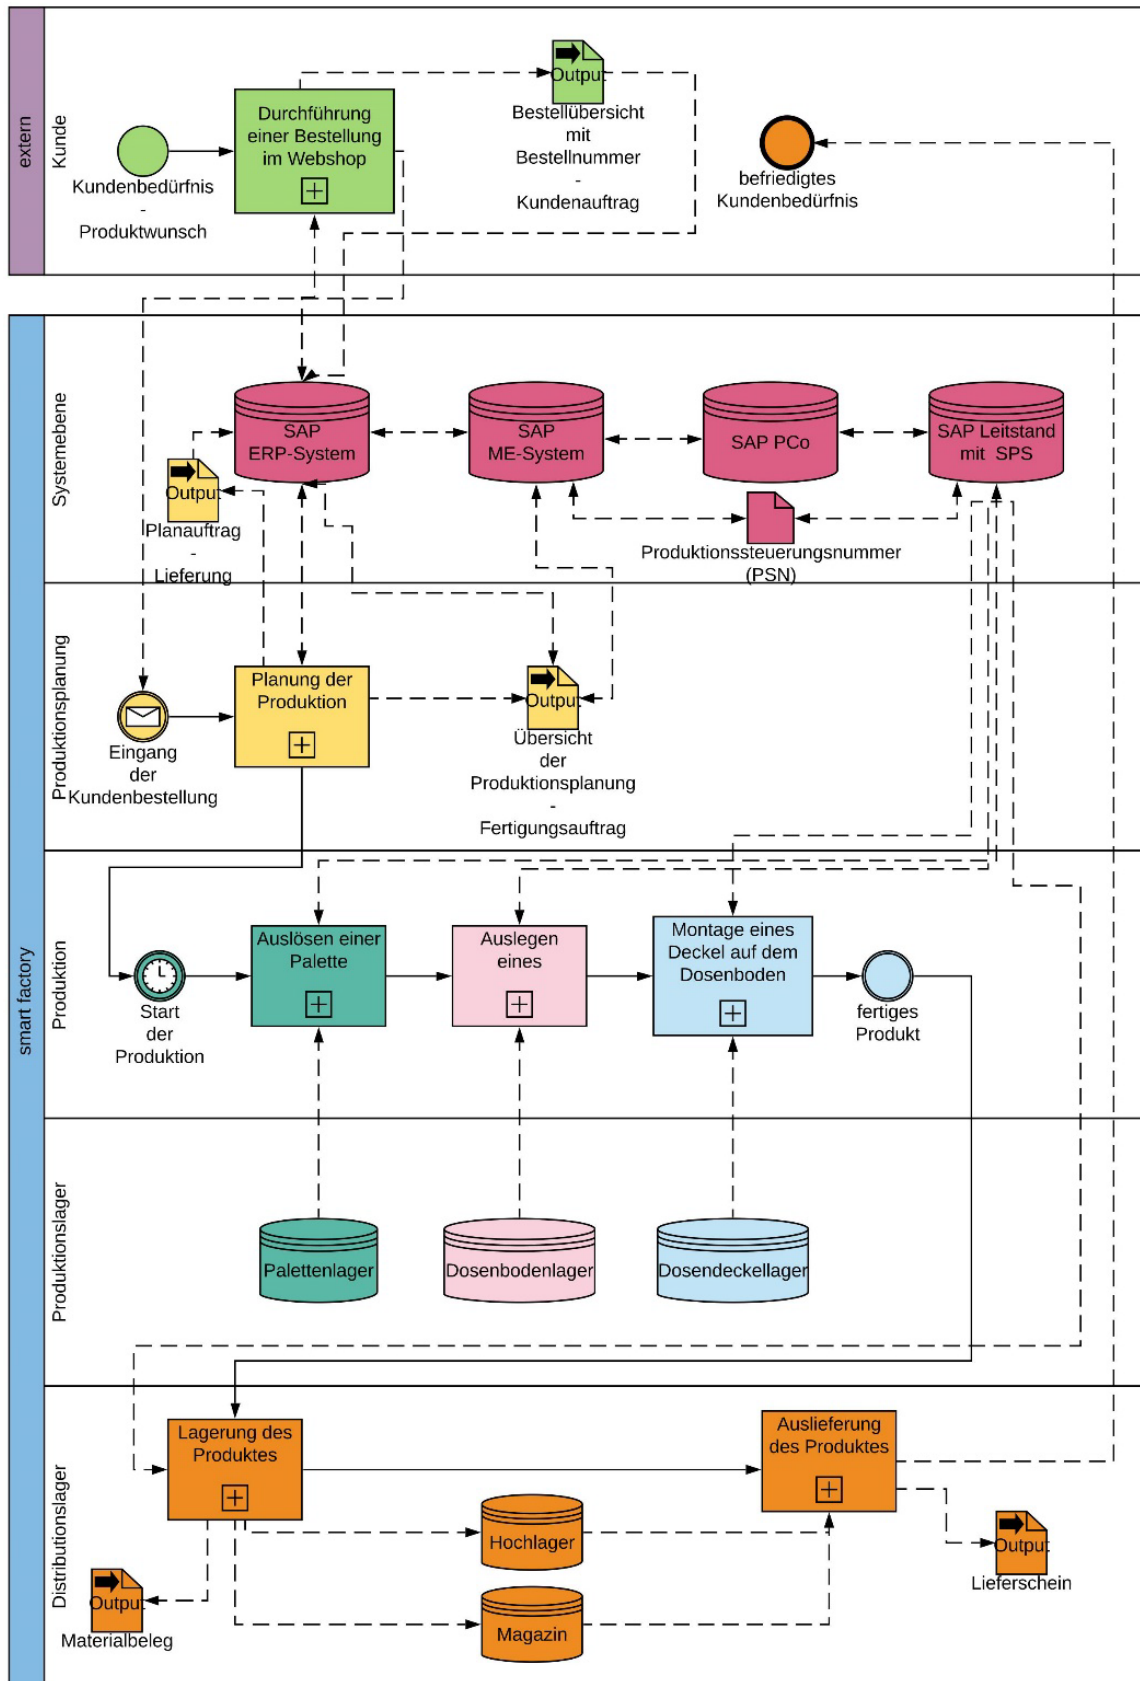 extern
Kunde
Output
Durchführung
einer Bestellung
im Webshop
Bestellübersicht
mit
Bestellnummer
-
Kundenauftrag
Kundenbedürfnis
-
Produktwunsch
befriedigtes
Kundenbedürfnis
smart factory
Systemebene
SAP
ERP-System
SAP
ME-System
SAP PCo
SAP Leitstand
mit SPS
Output
Planauftrag
-
Lieferung
Produktionssteuerungsnummer
(PSN)
Produktionsplanung
Planung der
Produktion
Output
Eingang
der
Kundenbestellung
Übersicht
der
Produktionsplanung
-
Fertigungsauftrag
Produktion
Auslösen einer
Palette
Auslegen
eines
Montage eines
Deckel auf dem
Dosenboden
Start
der
Produktion
fertiges
Produkt
Produktionslager
Palettenlager
Dosenbodenlager
Dosendeckellager
Distributionslager
Lagerung des
Produktes
Auslieferung
des Produktes
Hochlager
Output
Lieferschein
Output
Materialbeleg
Magazin